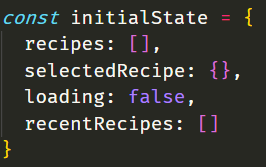 const initialState = {
  recipes: [],
  selectedRecipe: {},
  loading: false,
  recentRecipes: []
}